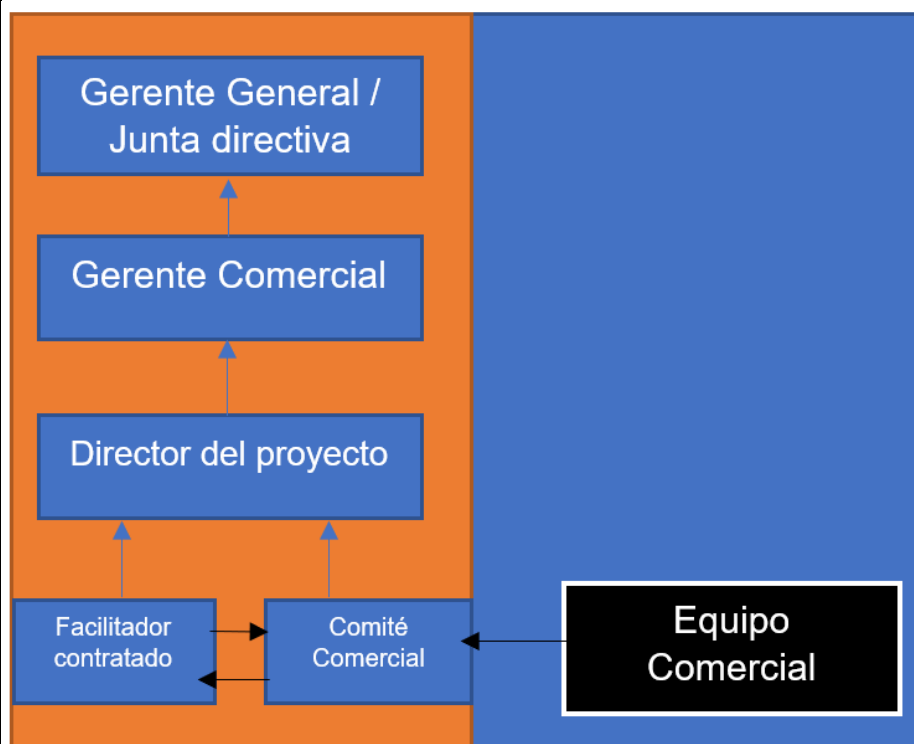 Gerente General /
Junta directiva
Gerente Comercial
Director del proyecto
Facilitador
contratado
Comité
Comercial
Equipo
Comercial